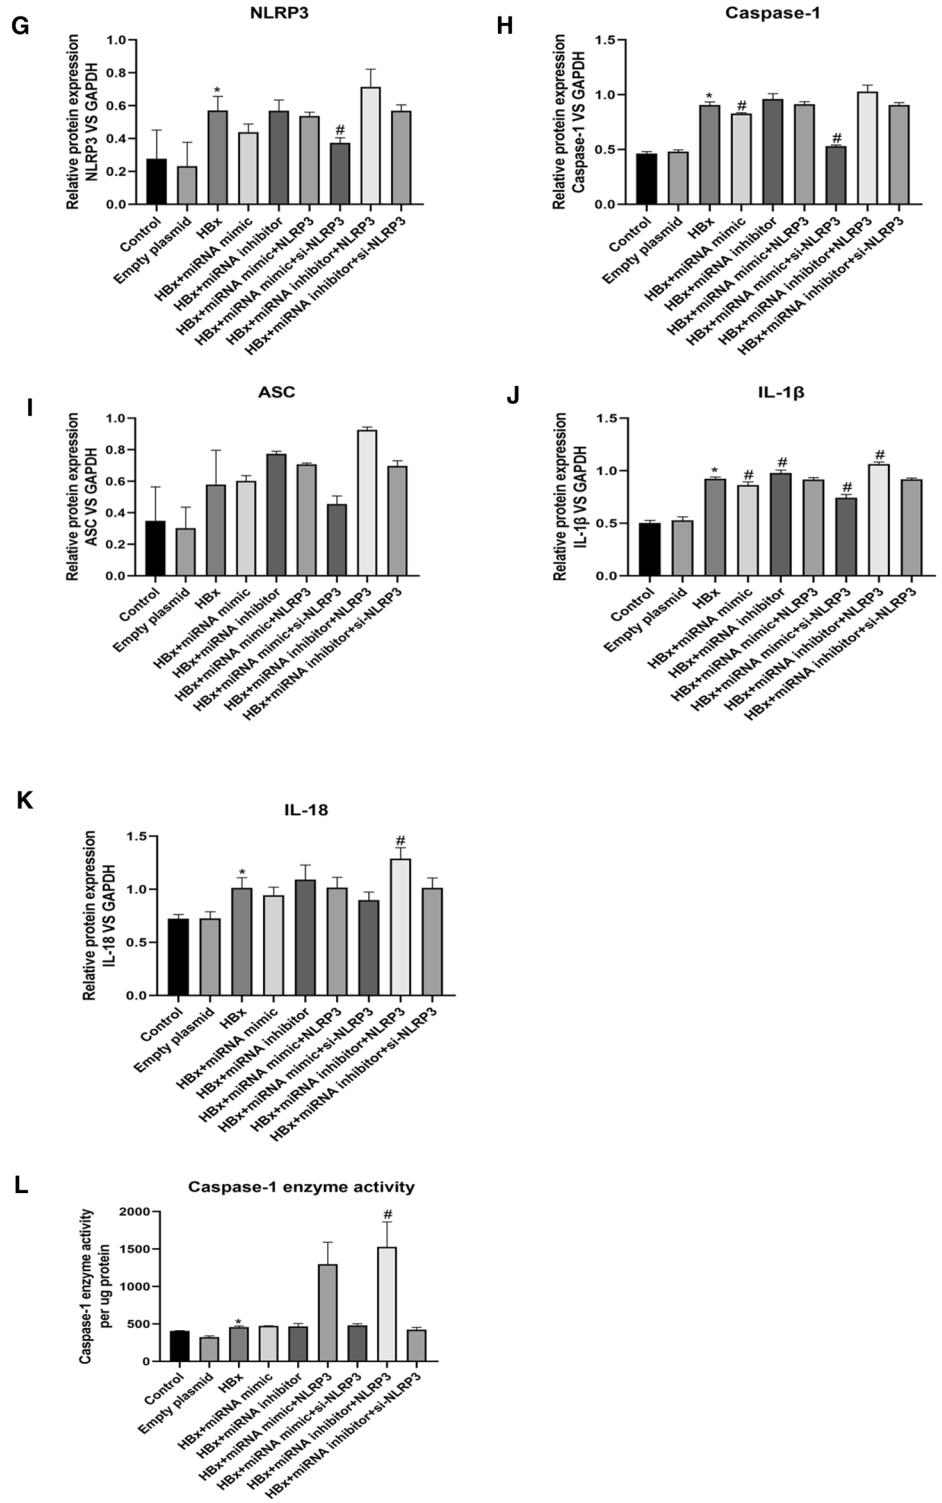 G
NLRP3
Relative protein expression
NLRP3 VS GAPDH
1.0
0.8
0.6
0.4
0.2
0.0
*
#
Control
Empty plasmid
HBx
HBx+miRNA mimic
HBx+miRNA inhibitor
HBx+miRNA mimic+NLRP3
HBx+miRNA mimic+si-NLRP3
HBx+miRNA inhibitor+NLRP3
HBx+miRNA inhibitor+si-NLRP3
H
Caspase-1
Relative protein expression
Caspase-1 VS GAPDH
1.5
1.0
0.5
0.0
*
#
#
Control
Empty plasmid
HBx
HBx+miRNA mimic
HBx+miRNA inhibitor
HBx+miRNA mimic+NLRP3
HBx+miRNA mimic+si-NLRP3
HBx+miRNA inhibitor+NLRP3
HBx+miRNA inhibitor+si-NLRP3
I
ASC
Relative protein expression
ASC VS GAPDH
1.0
0.8
0.6
0.4
0.2
0.0
Control
Empty plasmid
HBx
HBx+miRNA mimic
HBx+miRNA inhibitor
HBx+miRNA mimic+NLRP3
HBx+miRNA mimic+si-NLRP3
HBx+miRNA inhibitor+NLRP3
HBx+miRNA inhibitor+si-NLRP3
J
IL-1β
Relative protein expression
IL-1β VS GAPDH
1.5
1.0
0.5
0.0
*
#
#
#
#
Control
Empty plasmid
HBx
HBx+miRNA mimic
HBx+miRNA inhibitor
HBx+miRNA mimic+NLRP3
HBx+miRNA mimic+si-NLRP3
HBx+miRNA inhibitor+NLRP3
HBx+miRNA inhibitor+si-NLRP3
K
IL-18
Relative protein expression
IL-18 VS GAPDH
1.5
1.0
0.5
0.0
*
#
Control
Empty plasmid
HBx
HBx+miRNA mimic
HBx+miRNA inhibitor
HBx+miRNA mimic+NLRP3
HBx+miRNA mimic+si-NLRP3
HBx+miRNA inhibitor+NLRP3
HBx+miRNA inhibitor+si-NLRP3
L
Caspase-1 enzyme activity
Caspase-1 enzyme activity
per ug protein
2000
1500
1000
500
0
*
#
Control
Empty plasmid
HBx
HBx+miRNA mimic
HBx+miRNA inhibitor
HBx+miRNA mimic+NLRP3
HBx+miRNA mimic+si-NLRP3
HBx+miRNA inhibitor+NLRP3
HBx+miRNA inhibitor+si-NLRP3